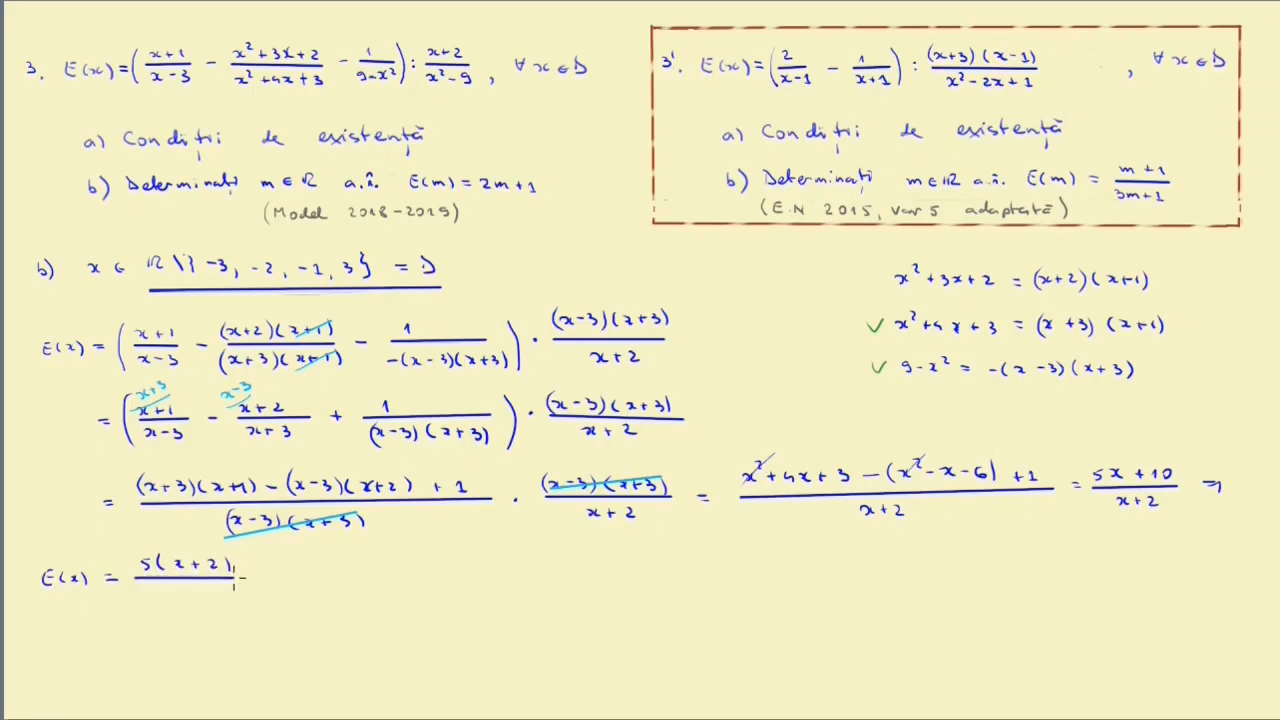 3. E(x) = ( (x+1)/(x-3) - (x²+3x+2)/(x²+4x+3) - 1/(9-x²) ) : (x+2)/(x²-9) , ∀ x ∈ D
a) Condiții de existență
b) Determinați m ∈ ℝ a.î. E(m) = 2m+1
(Model 2018-2019)
3'. E(x) = ( 2/(x-1) - 1/(x+1) ) : ((x+3)(x-1))/(x²-2x+1) , ∀ x ∈ D
a) Condiții de existență
b) Determinați m ∈ ℝ a.î. E(m) = (m+1)/(3m+1)
(E.N 2015, var 5 adaptată)
b) x ∈ ℝ \ { -3, -2, -1, 3 } = D
x²+3x+2 = (x+2)(x+1)
✓ x²+4x+3 = (x+3)(x+1)
✓ 9-x² = -(x-3)(x+3)
E(x) = ( (x+1)/(x-3) - ((x+2)(x+1))/((x+3)(x+1)) - 1/(-(x-3)(x+3)) ) · ((x-3)(x+3))/(x+2)
x+3 x-3
= ( (x+1)/(x-3) - (x+2)/(x+3) + 1/((x-3)(x+3)) ) · ((x-3)(x+3))/(x+2)
= ((x+3)(x+1) - (x-3)(x+2) + 1)/((x-3)(x+3)) · ((x-3)(x+3))/(x+2) = (x²+4x+3 - (x²-x-6) + 1)/(x+2) = (5x+10)/(x+2) ⇒
E(x) = 5(x+2)